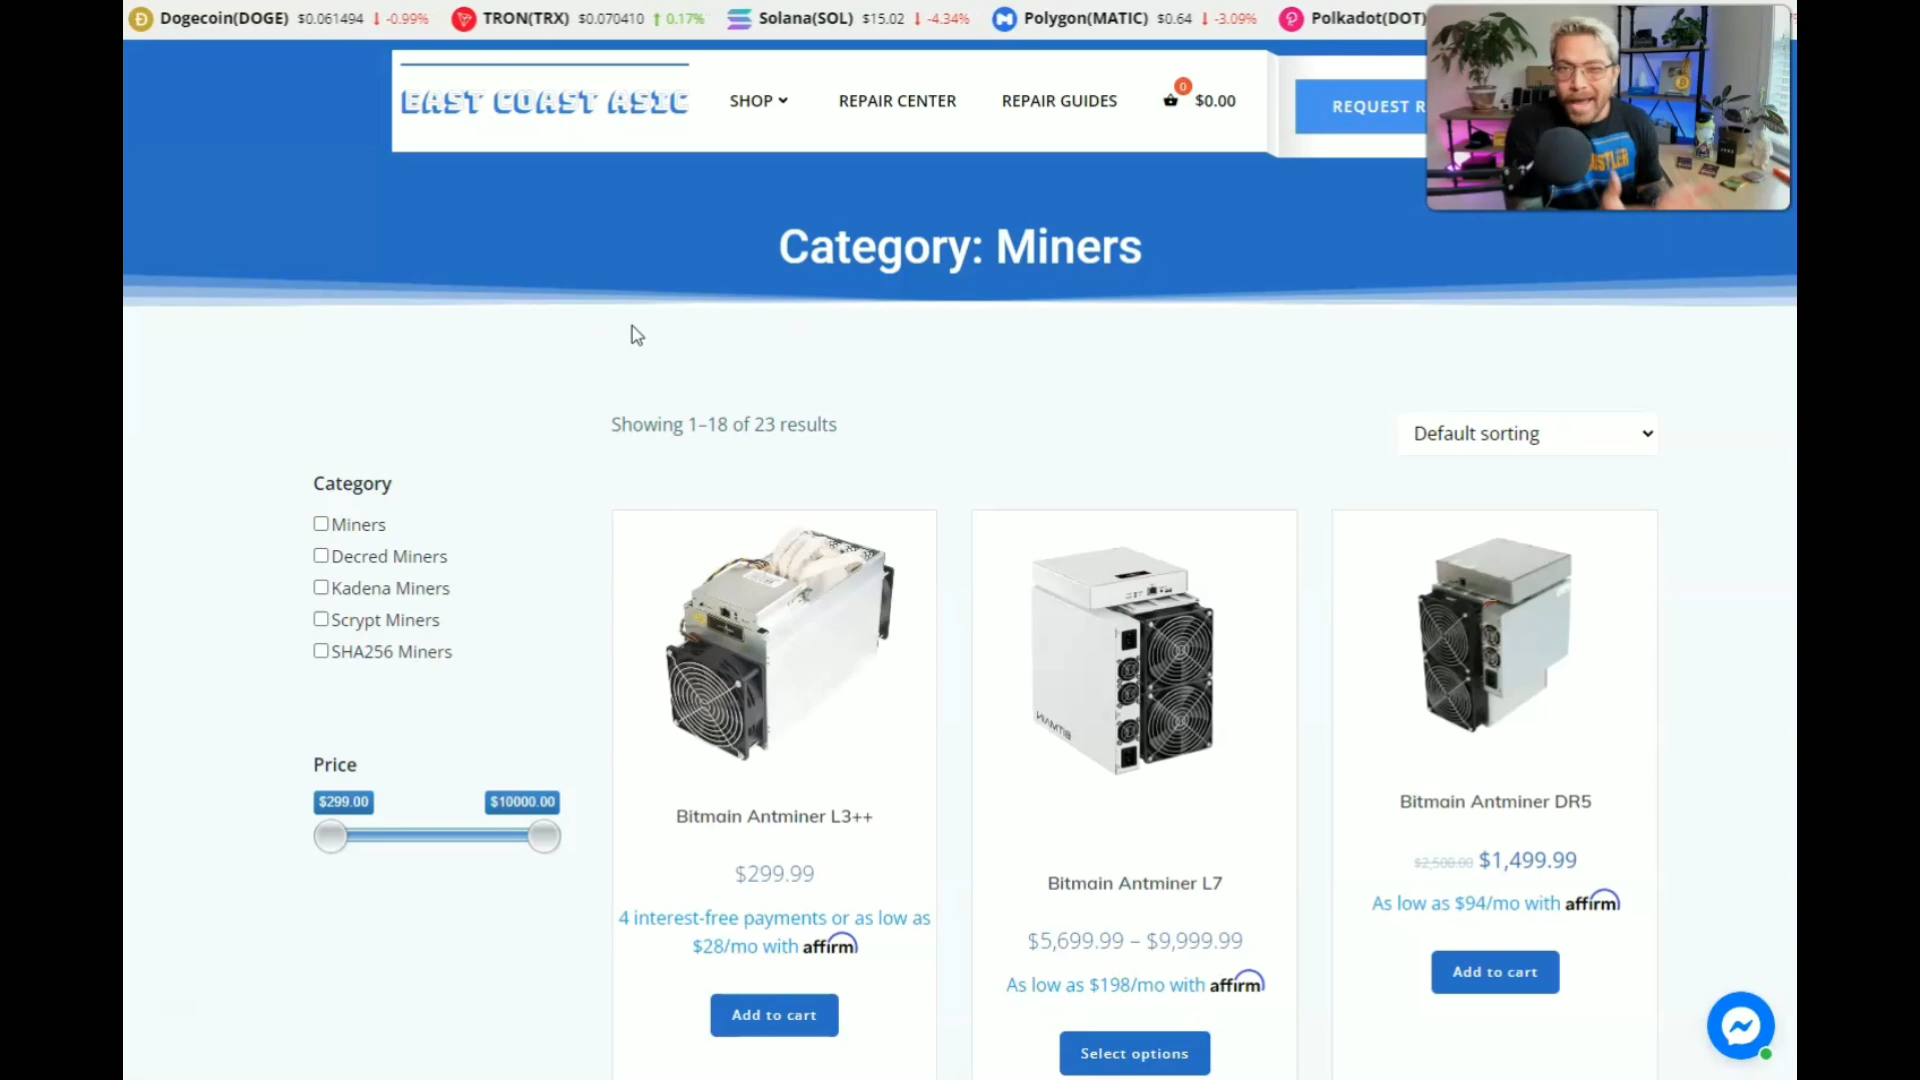 Dogecoin(DOGE) $0.061494 ↓ -0.99% TRON(TRX) $0.070410 ↑ 0.17% Solana(SOL) $15.02 ↓ -4.34% Polygon(MATIC) $0.64 ↓ -3.09% Polkadot(DOT)
EAST COAST ASIC SHOP REPAIR CENTER REPAIR GUIDES 0 $0.00 REQUEST R
Category: Miners
Showing 1–18 of 23 results
Default sorting
Category
Miners
Decred Miners
Kadena Miners
Scrypt Miners
SHA256 Miners
Price
$299.00 $10000.00
Bitmain Antminer L3++
$299.99
4 interest-free payments or as low as
$28/mo with affirm
Add to cart
BITMAIN
Bitmain Antminer L7
$5,699.99 – $9,999.99
As low as $198/mo with affirm
Select options
Bitmain Antminer DR5
$2,500.00 $1,499.99
As low as $94/mo with affirm
Add to cart